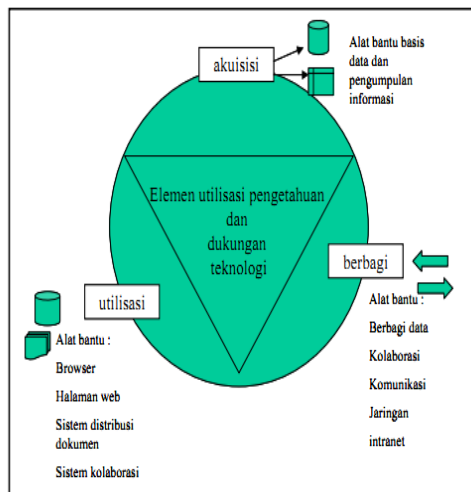 akuisisi
Alat bantu basis
data dan
pengumpulan
informasi
Elemen utilisasi pengetahuan
dan
dukungan
teknologi
berbagi
Alat bantu :
Berbagi data
Kolaborasi
Komunikasi
Jaringan
intranet
utilisasi
Alat bantu :
Browser
Halaman web
Sistem distribusi
dokumen
Sistem kolaborasi